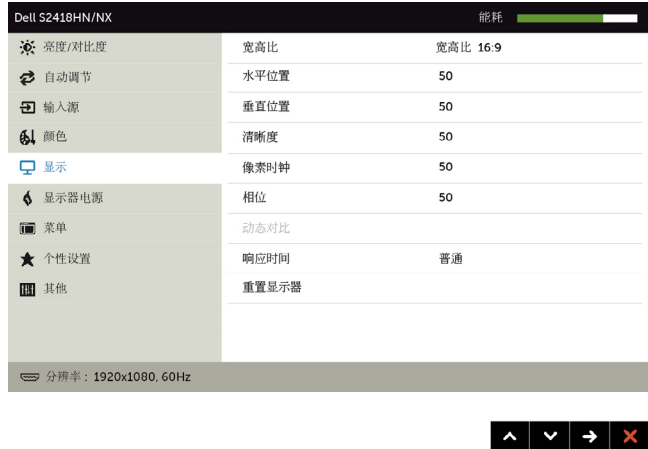 Dell S2418HN/NX 能耗
亮度/对比度
自动调节
输入源
颜色
显示
显示器电源
菜单
个性设置
其他
宽高比 宽高比 16:9
水平位置 50
垂直位置 50
清晰度 50
像素时钟 50
相位 50
动态对比
响应时间 普通
重置显示器
分辨率：1920x1080, 60Hz